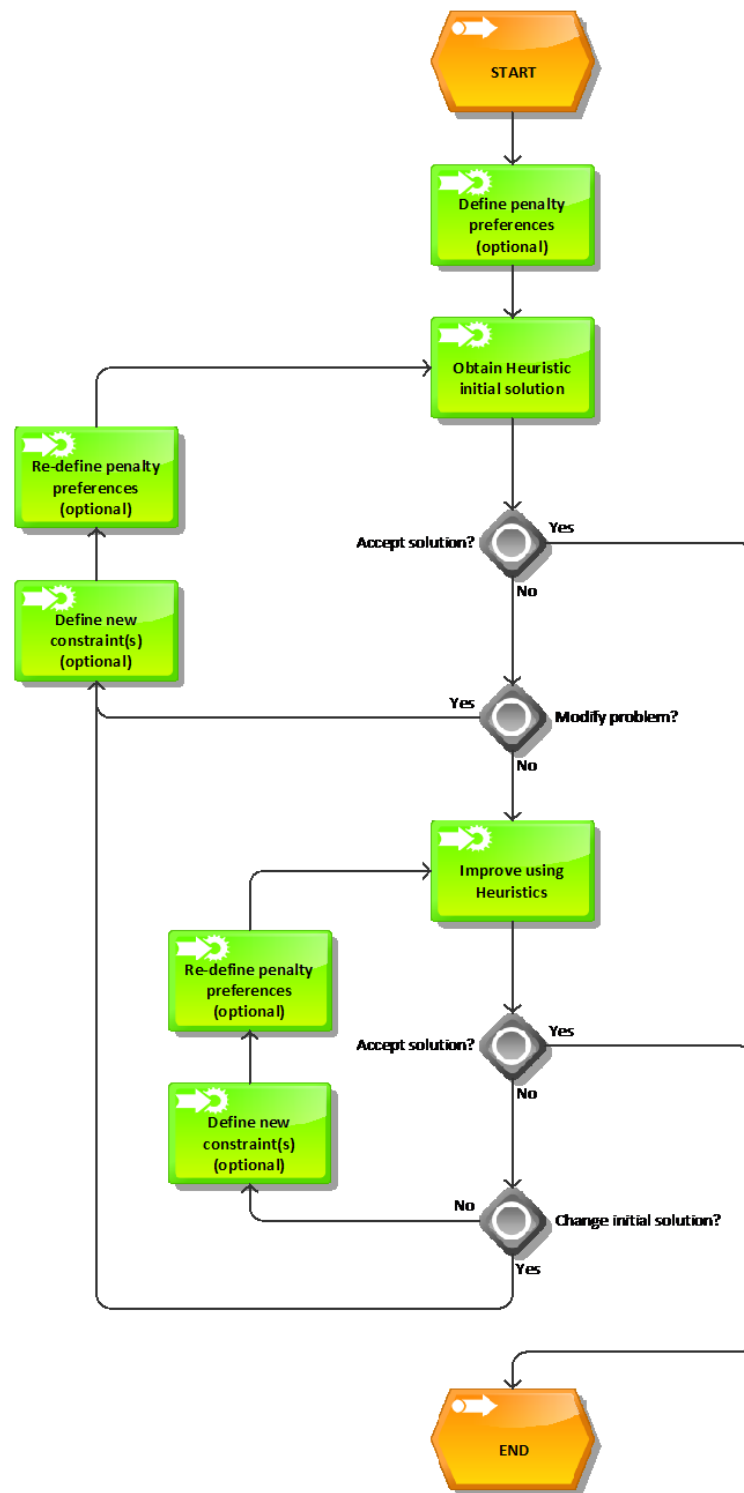 START
Define penalty
preferences
(optional)
Obtain Heuristic
initial solution
Re-define penalty
preferences
(optional)
Accept solution?
Yes
No
Define new
constraint(s)
(optional)
Yes
Modify problem?
No
Improve using
Heuristics
Re-define penalty
preferences
(optional)
Accept solution?
Yes
No
Define new
constraint(s)
(optional)
No
Change initial solution?
Yes
END